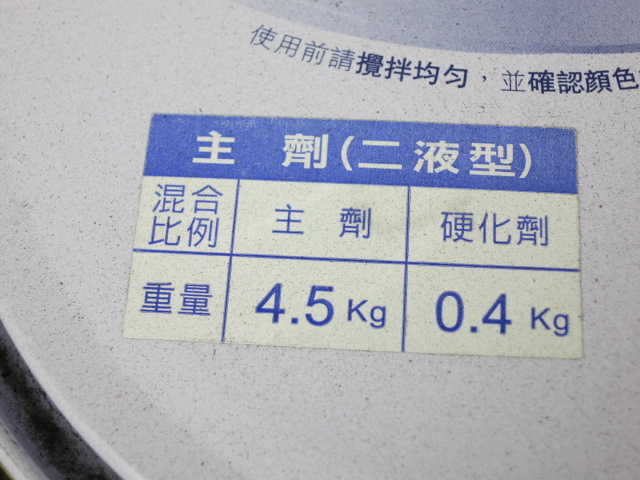 使用前請攪拌均勻，並確認顏色
主 劑(二液型)
混合比例 主 劑 硬化劑
重量 4.5 Kg 0.4 Kg